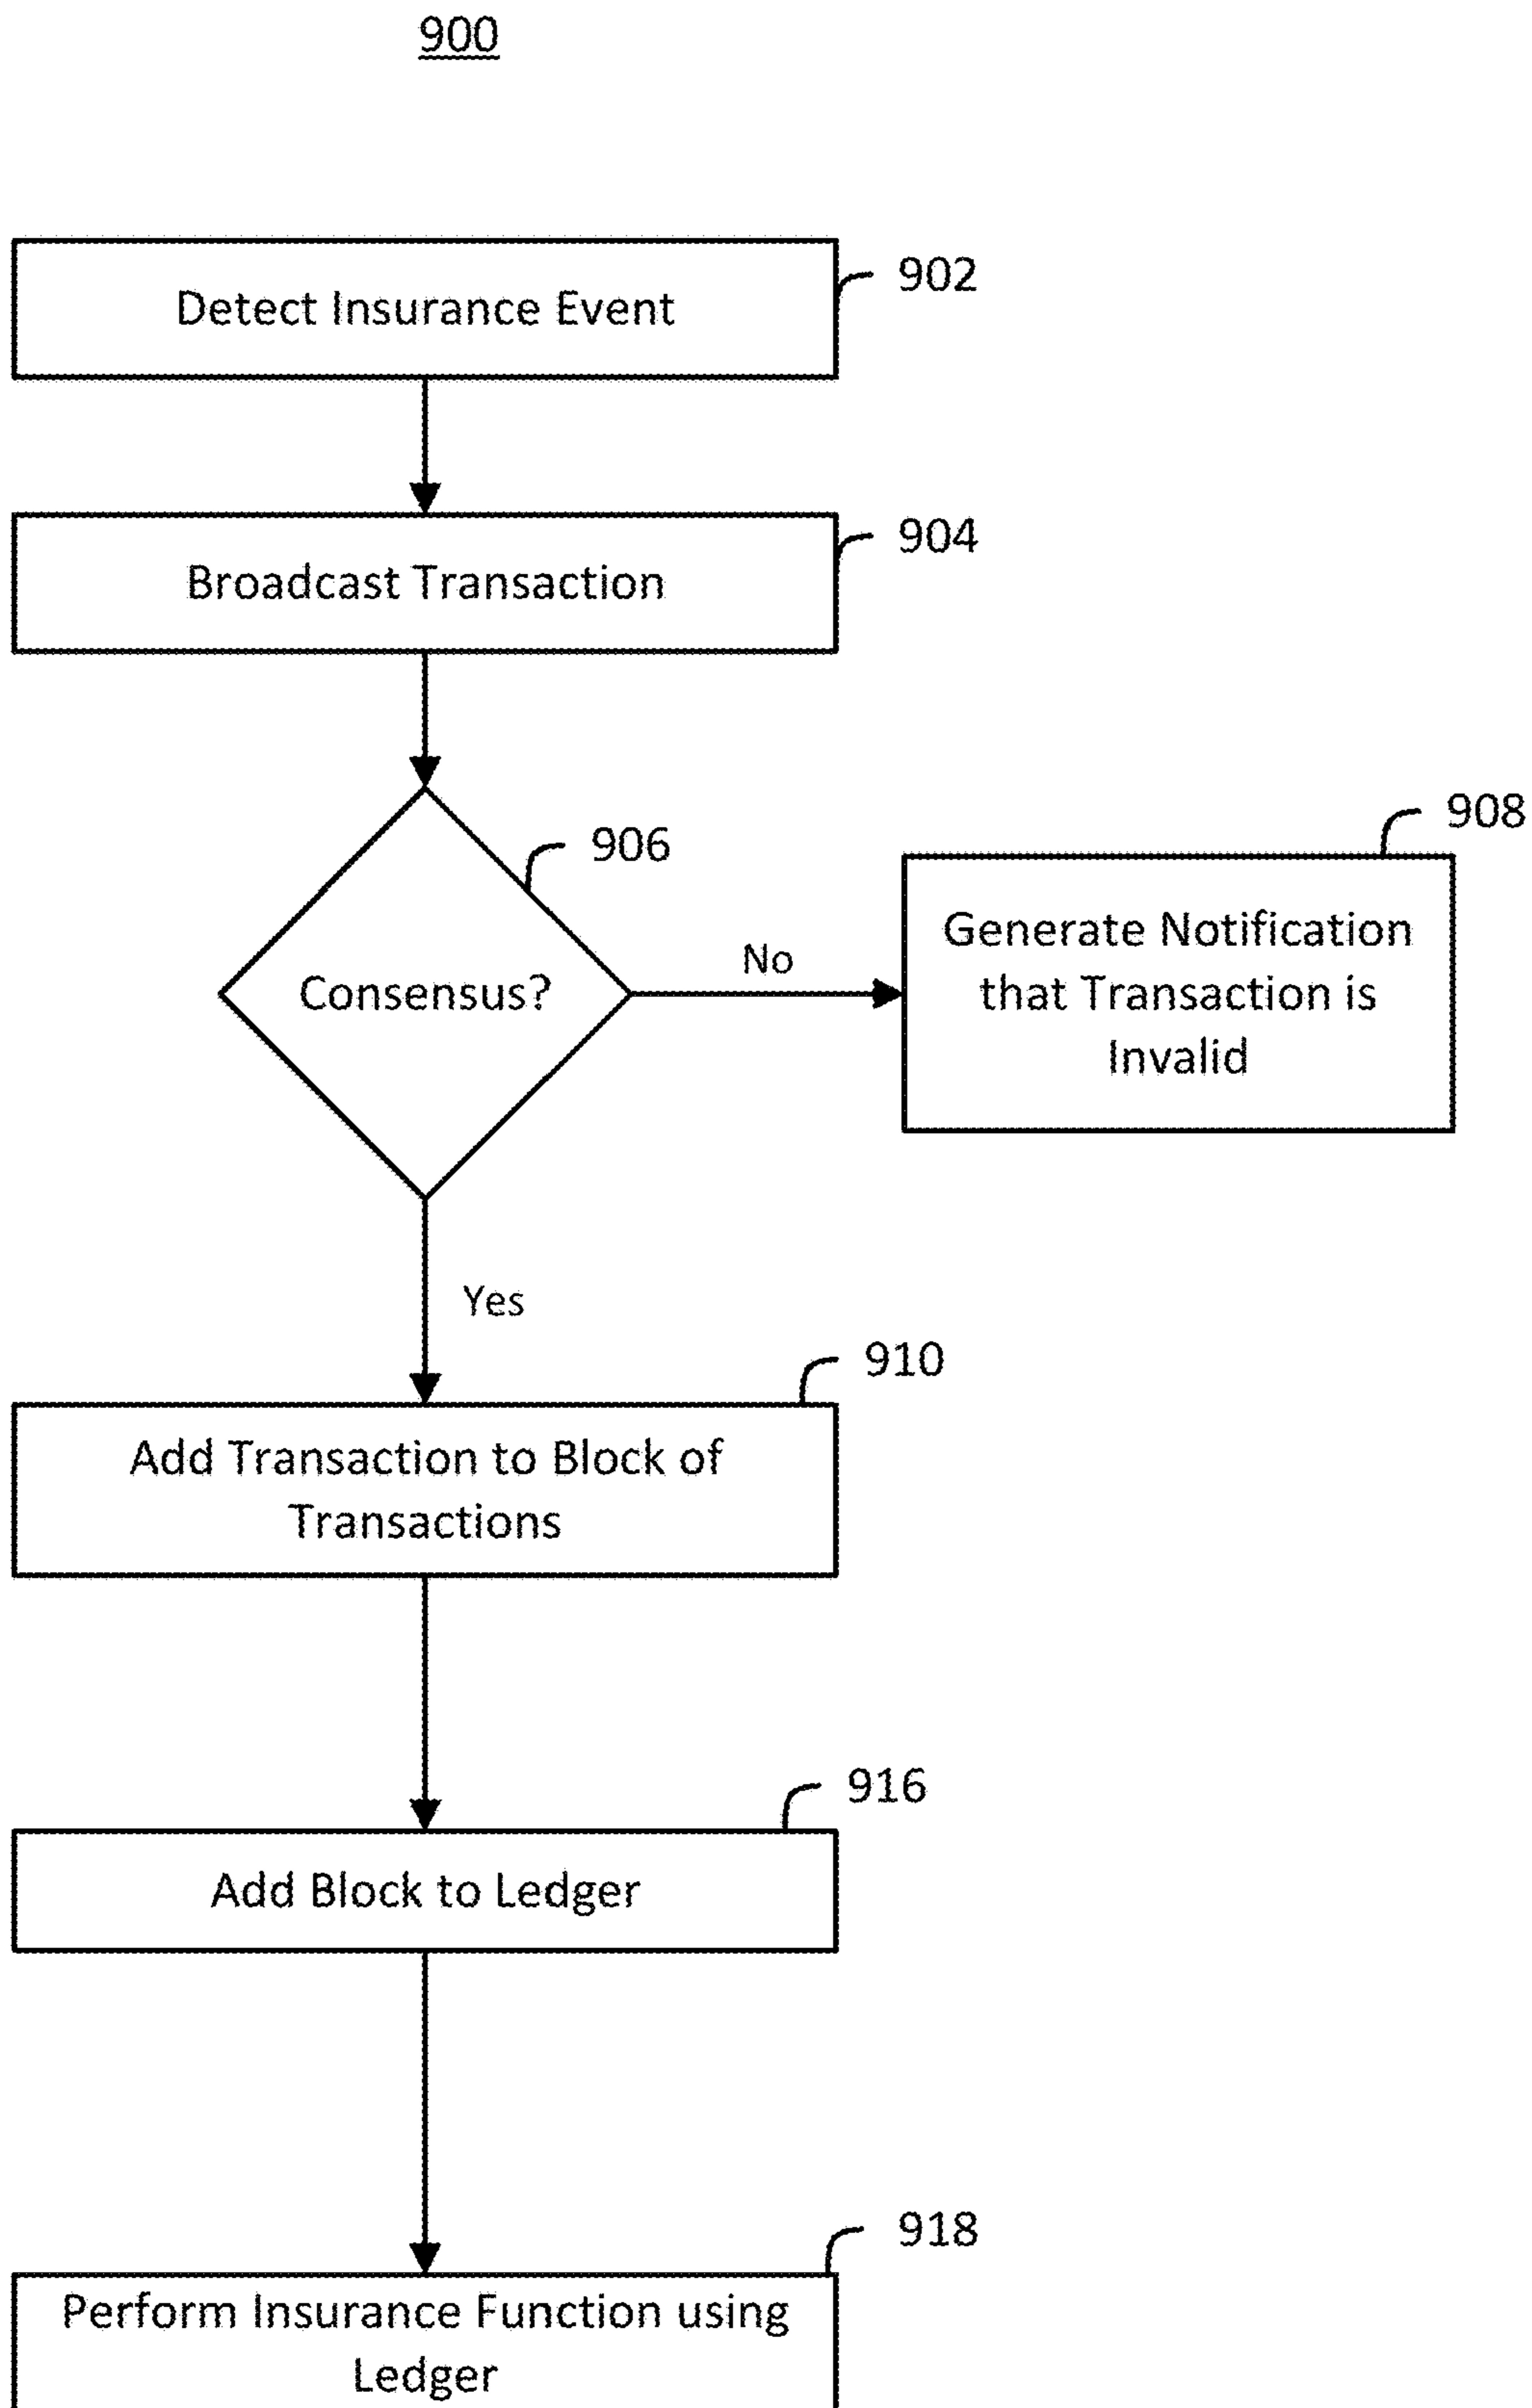 900
Detect Insurance Event
902
Broadcast Transaction
904
906
Consensus?
No
908
Generate Notification
that Transaction is
Invalid
Yes
910
Add Transaction to Block of
Transactions
916
Add Block to Ledger
918
Perform Insurance Function using
Ledger